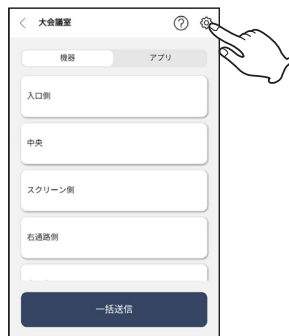 大会議室
機器
アプリ
入口側
中央
スクリーン側
右通路側
一括送信